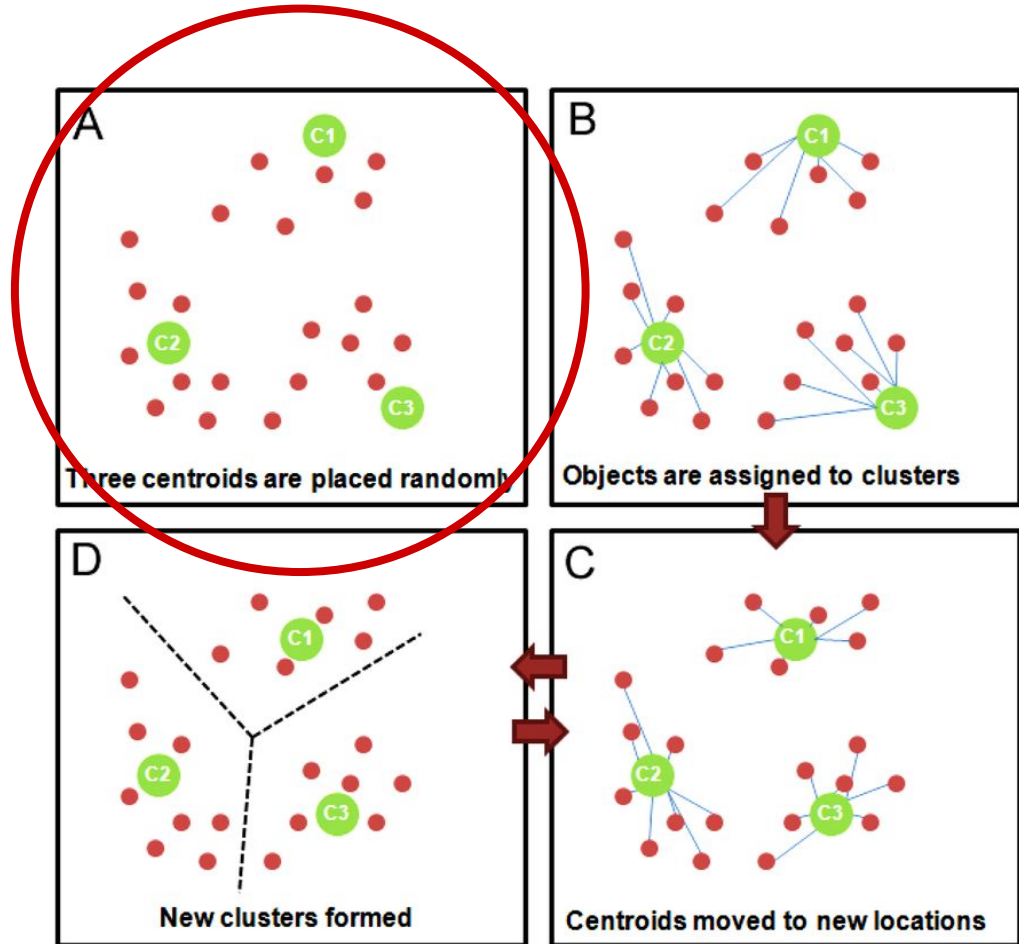 A
C1
C2
C3
Three centroids are placed randomly
B
C1
C2
C3
Objects are assigned to clusters
D
C1
C2
C3
New clusters formed
C
C1
C2
C3
Centroids moved to new locations